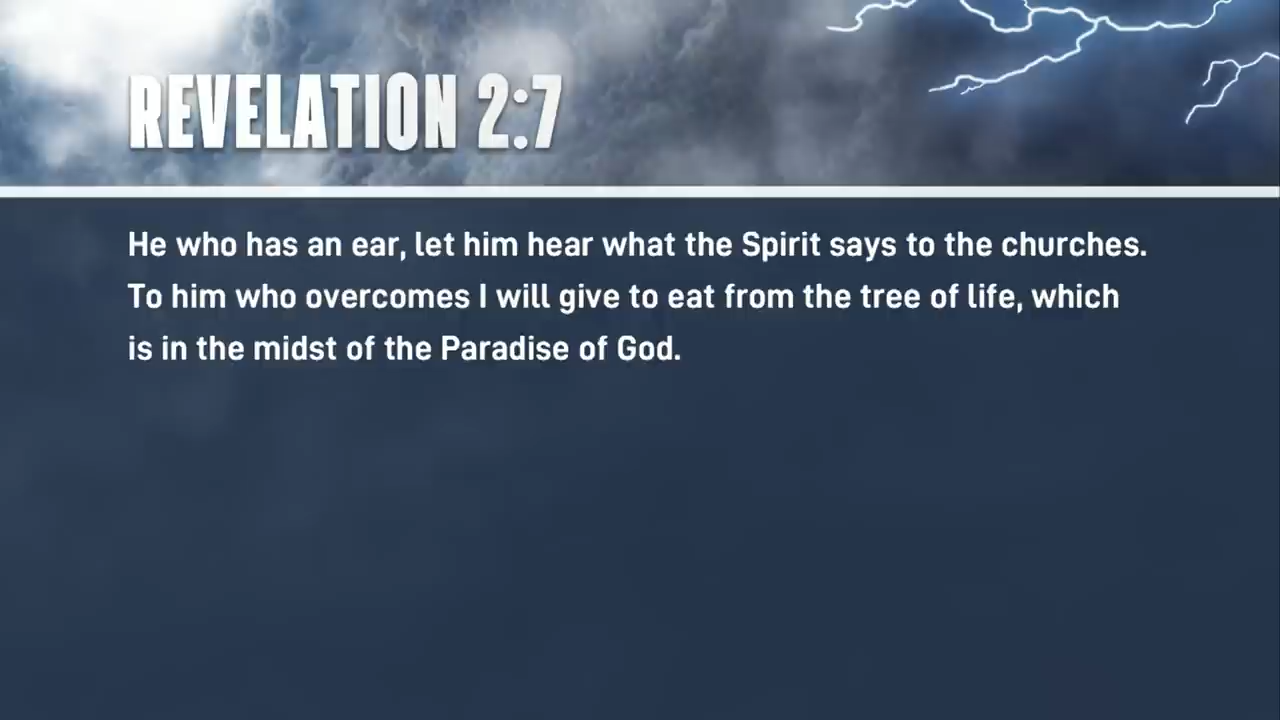 REVELATION 2:7
He who has an ear, let him hear what the Spirit says to the churches.
To him who overcomes I will give to eat from the tree of life, which
is in the midst of the Paradise of God.